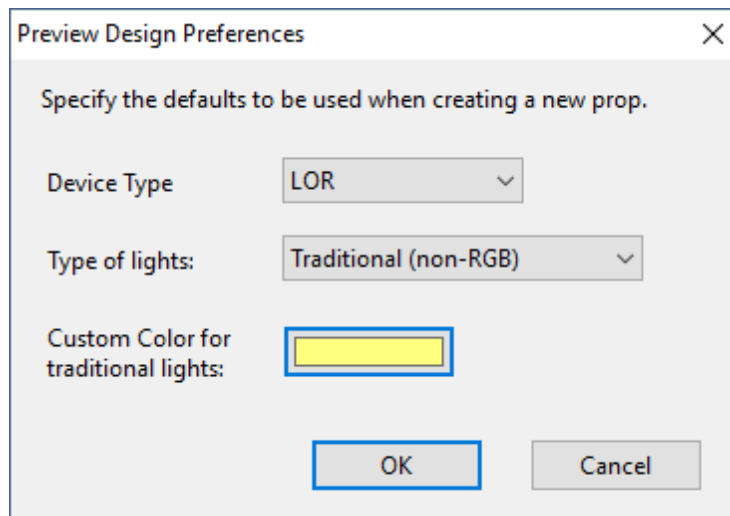 Preview Design Preferences
Specify the defaults to be used when creating a new prop.
Device Type
LOR
Type of lights:
Traditional (non-RGB)
Custom Color for
traditional lights:
OK
Cancel